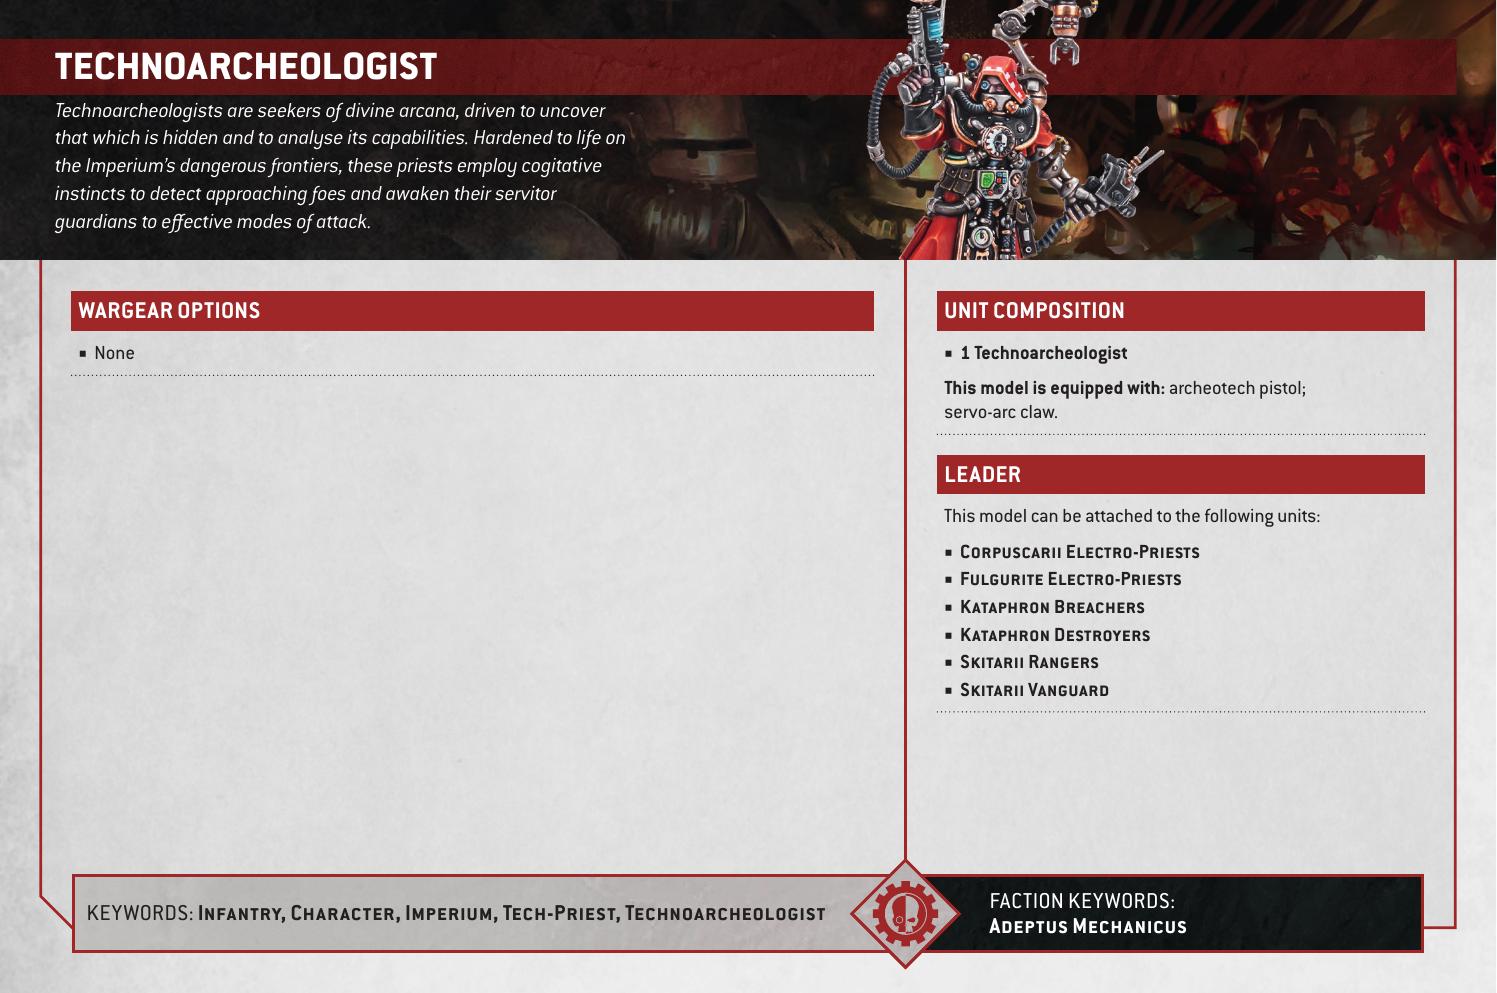 TECHNOARCHEOLOGIST
Technoarcheologists are seekers of divine arcana, driven to uncover
that which is hidden and to analyse its capabilities. Hardened to life on
the Imperium's dangerous frontiers, these priests employ cogitative
instincts to detect approaching foes and awaken their servitor
guardians to effective modes of attack.
WARGEAR OPTIONS
▪ None
UNIT COMPOSITION
▪ 1 Technoarcheologist
This model is equipped with: archeotech pistol;
servo-arc claw.
LEADER
This model can be attached to the following units:
▪ Corpuscarii Electro-Priests
▪ Fulgurite Electro-Priests
▪ Kataphron Breachers
▪ Kataphron Destroyers
▪ Skitarii Rangers
▪ Skitarii Vanguard
KEYWORDS: Infantry, Character, Imperium, Tech-Priest, Technoarcheologist
FACTION KEYWORDS:
Adeptus Mechanicus